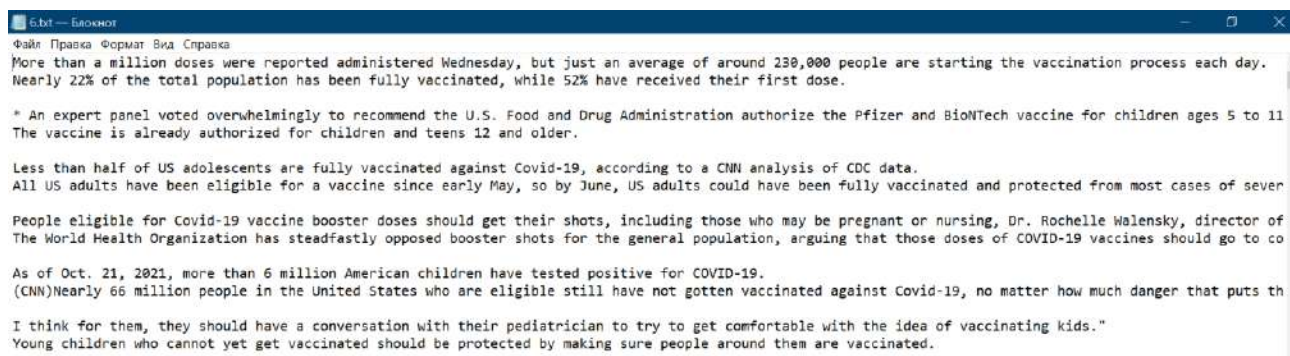 6.txt — Блокнот
Файл Правка Формат Вид Справка
More than a million doses were reported administered Wednesday, but just an average of around 230,000 people are starting the vaccination process each day.
Nearly 22% of the total population has been fully vaccinated, while 52% have received their first dose.
* An expert panel voted overwhelmingly to recommend the U.S. Food and Drug Administration authorize the Pfizer and BioNTech vaccine for children ages 5 to 11
The vaccine is already authorized for children and teens 12 and older.
Less than half of US adolescents are fully vaccinated against Covid-19, according to a CNN analysis of CDC data.
All US adults have been eligible for a vaccine since early May, so by June, US adults could have been fully vaccinated and protected from most cases of sever
People eligible for Covid-19 vaccine booster doses should get their shots, including those who may be pregnant or nursing, Dr. Rochelle Walensky, director of
The World Health Organization has steadfastly opposed booster shots for the general population, arguing that those doses of COVID-19 vaccines should go to co
As of Oct. 21, 2021, more than 6 million American children have tested positive for COVID-19.
(CNN)Nearly 66 million people in the United States who are eligible still have not gotten vaccinated against Covid-19, no matter how much danger that puts th
I think for them, they should have a conversation with their pediatrician to try to get comfortable with the idea of vaccinating kids."
Young children who cannot yet get vaccinated should be protected by making sure people around them are vaccinated.